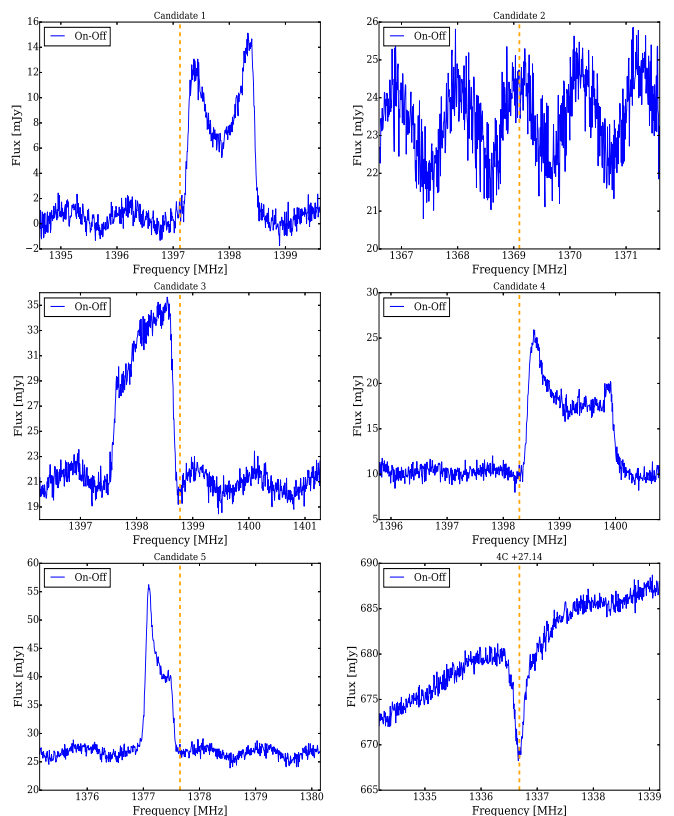 Candidate 1
On-Off
Flux [mJy]
16
14
12
10
8
6
4
2
0
−2
1395 1396 1397 1398 1399
Frequency [MHz]
Candidate 2
On-Off
Flux [mJy]
26
25
24
23
22
21
20
1367 1368 1369 1370 1371
Frequency [MHz]
Candidate 3
On-Off
Flux [mJy]
35
33
31
29
27
25
23
21
19
1397 1398 1399 1400 1401
Frequency [MHz]
Candidate 4
On-Off
Flux [mJy]
30
25
20
15
10
5
1396 1397 1398 1399 1400
Frequency [MHz]
Candidate 5
On-Off
Flux [mJy]
60
55
50
45
40
35
30
25
20
1376 1377 1378 1379 1380
Frequency [MHz]
4C +27.14
On-Off
Flux [mJy]
690
685
680
675
670
665
1335 1336 1337 1338 1339
Frequency [MHz]